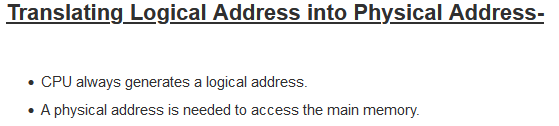 Translating Logical Address into Physical Address-
• CPU always generates a logical address.
• A physical address is needed to access the main memory.